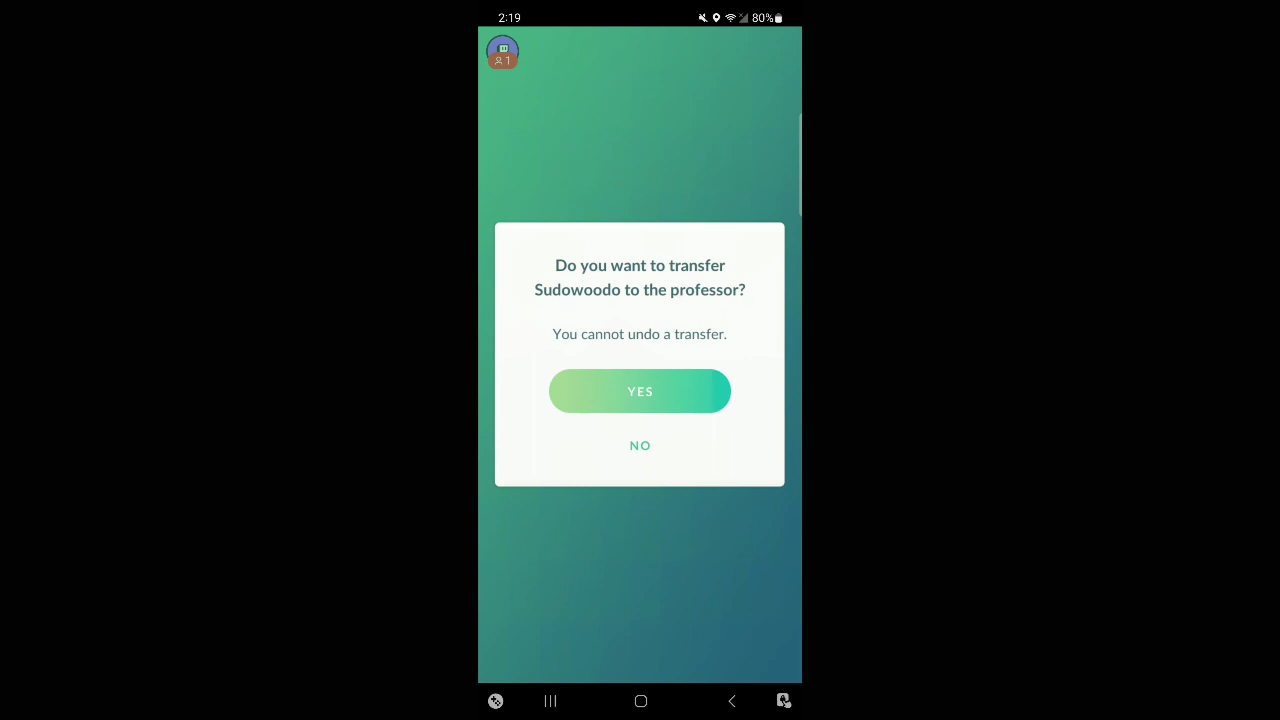 2:19
80%
1
Do you want to transfer
Sudowoodo to the professor?
You cannot undo a transfer.
YES
NO